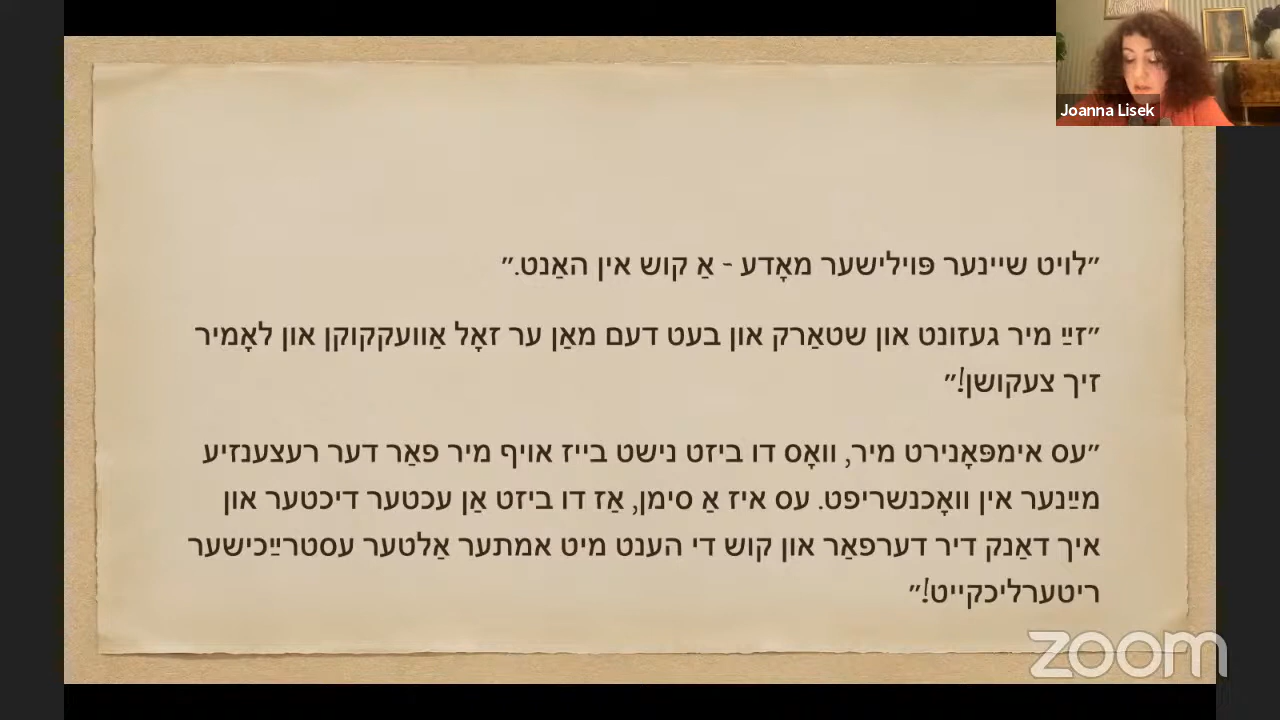 Joanna Lisek
״לויט שיינער פּוילישער מאָדע - אַ קוש אין האַנט.״
״זײַ מיר געזונט און שטאַרק און בעט דעם מאַן ער זאָל אַוועקקוקן און לאָמיר
זיך צעקושן!״
״עס אימפּאָנירט מיר, וואָס דו ביזט נישט בייז אויף מיר פֿאַר דער רעצענזיע
מײַנער אין וואָכנשריפט. עס איז אַ סימן, אַז דו ביזט אַן עכטער דיכטער און
איך דאַנק דיר דערפֿאַר און קוש די הענט מיט אמתער אַלטער עסטרײַכישער
ריטערליכקייט!״
zoom